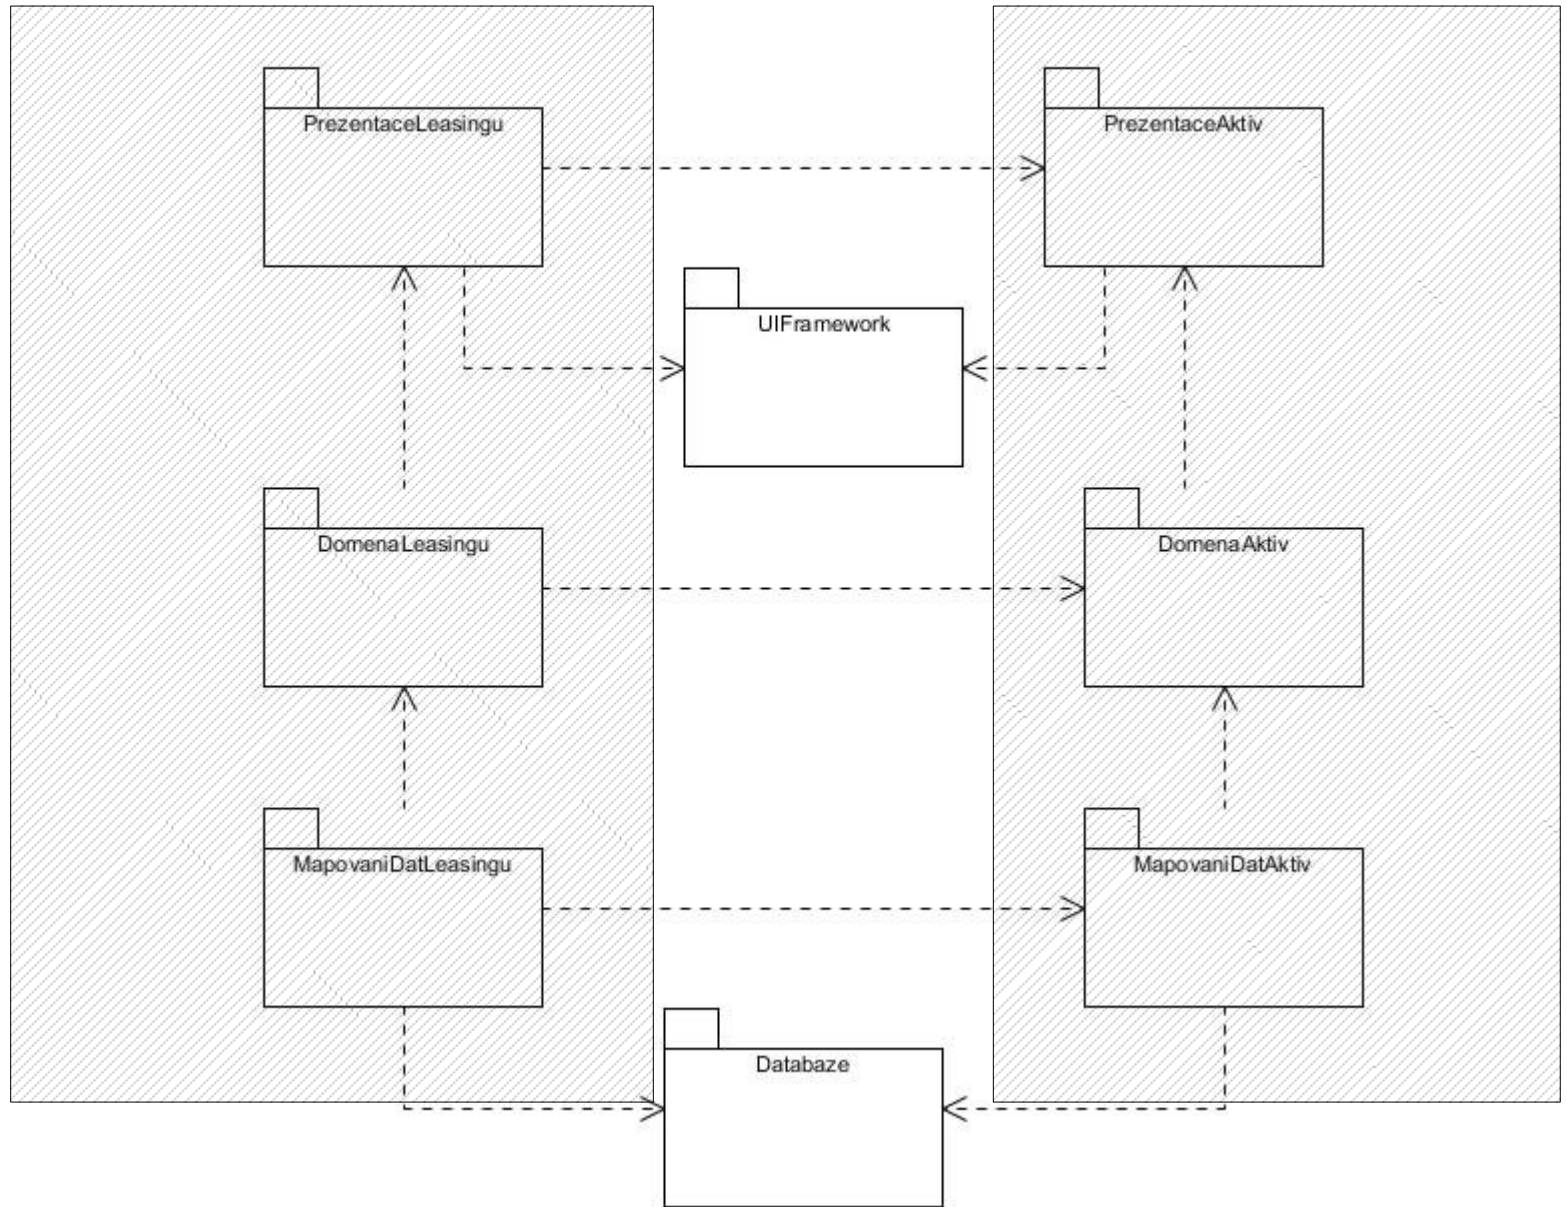 PrezentaceLeasingu
PrezentaceAktiv
UIFramework
DomenaLeasingu
DomenaAktiv
MapovaniDatLeasingu
MapovaniDatAktiv
Databaze